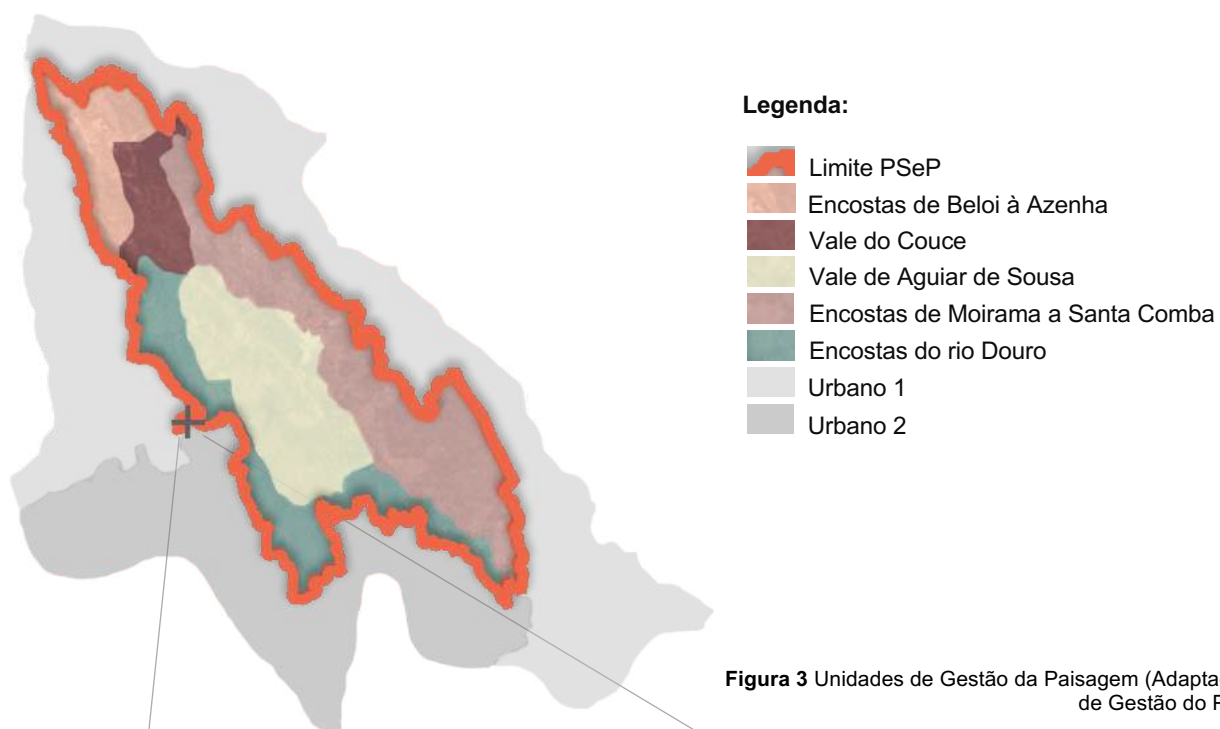 Legenda:
Limite PSeP
Encostas de Beloi à Azenha
Vale do Couce
Vale de Aguiar de Sousa
Encostas de Moirama a Santa Comba
Encostas do rio Douro
Urbano 1
Urbano 2
Figura 3 Unidades de Gestão da Paisagem
de Gestão do